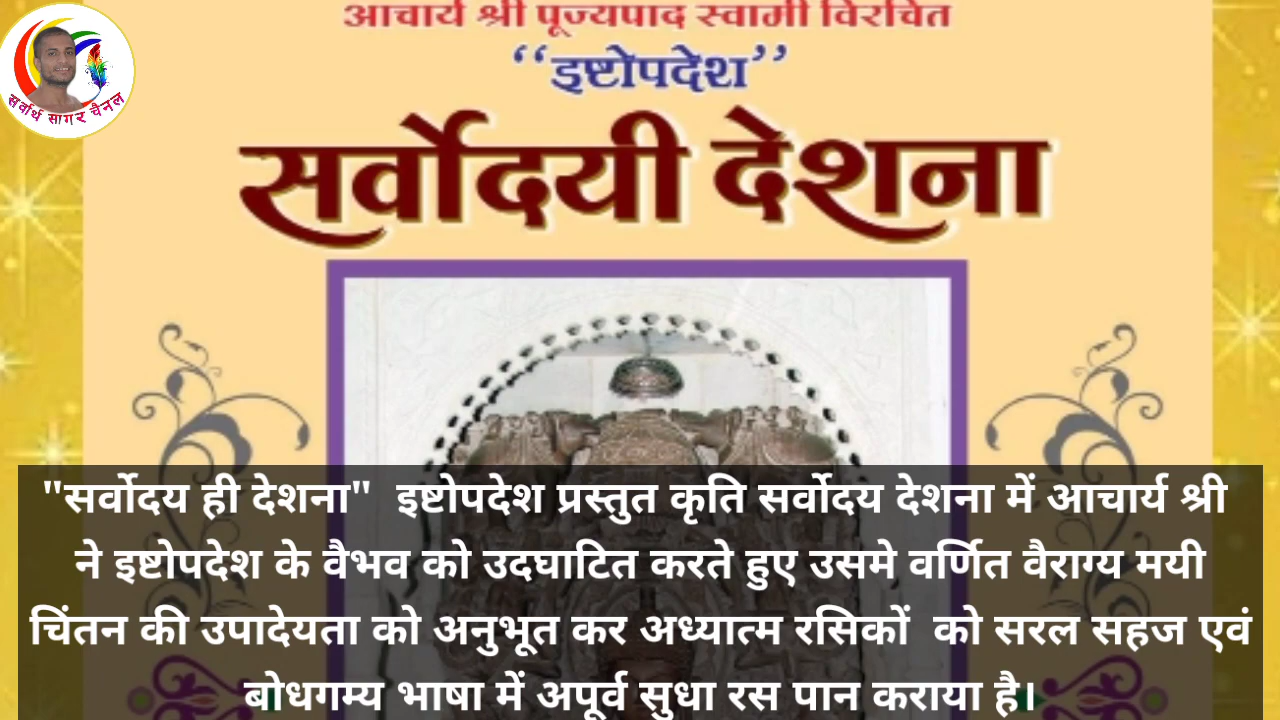 आचार्य श्री पूज्यपाद स्वामी विरचित
‘‘इष्टोपदेश’’
सर्वोदयी देशना
सर्वार्थ सागर चैनल
"सर्वोदय ही देशना" इष्टोपदेश प्रस्तुत कृति सर्वोदय देशना में आचार्य श्री
ने इष्टोपदेश के वैभव को उदघाटित करते हुए उसमे वर्णित वैराग्य मयी
चिंतन की उपादेयता को अनुभूत कर अध्यात्म रसिकों को सरल सहज एवं
बोधगम्य भाषा में अपूर्व सुधा रस पान कराया है।